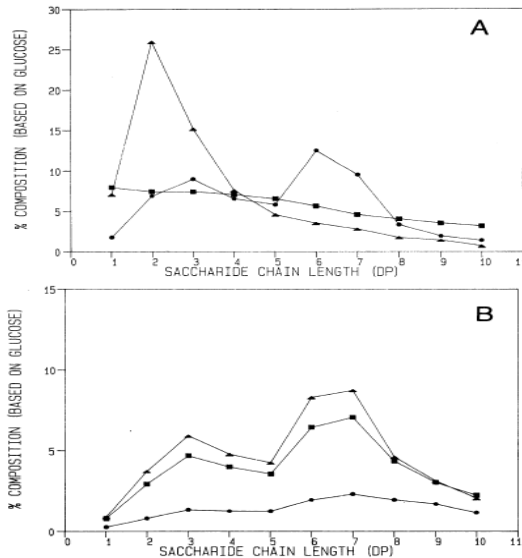 A
% COMPOSITION (BASED ON GLUCOSE)
30
25
20
15
10
5
0
0 1 2 3 4 5 6 7 8 9 10 11
SACCHARIDE CHAIN LENGTH (DP)
B
% COMPOSITION (BASED ON GLUCOSE)
15
10
5
0
0 1 2 3 4 5 6 7 8 9 10 11
SACCHARIDE CHAIN LENGTH (DP)